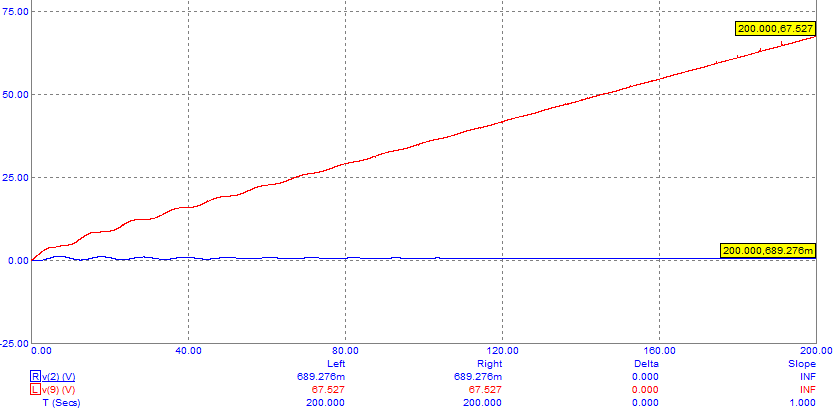 75.00
200.000,67.527
50.00
25.00
200.000,689.276m
0.00
-25.00
0.00 40.00 80.00 120.00 160.00 200.00
Left Right Delta Slope
R v(2) (V) 689.276m 689.276m 0.000 INF
L v(9) (V) 67.527 67.527 0.000 INF
T (Secs) 200.000 200.000 0.000 1.000